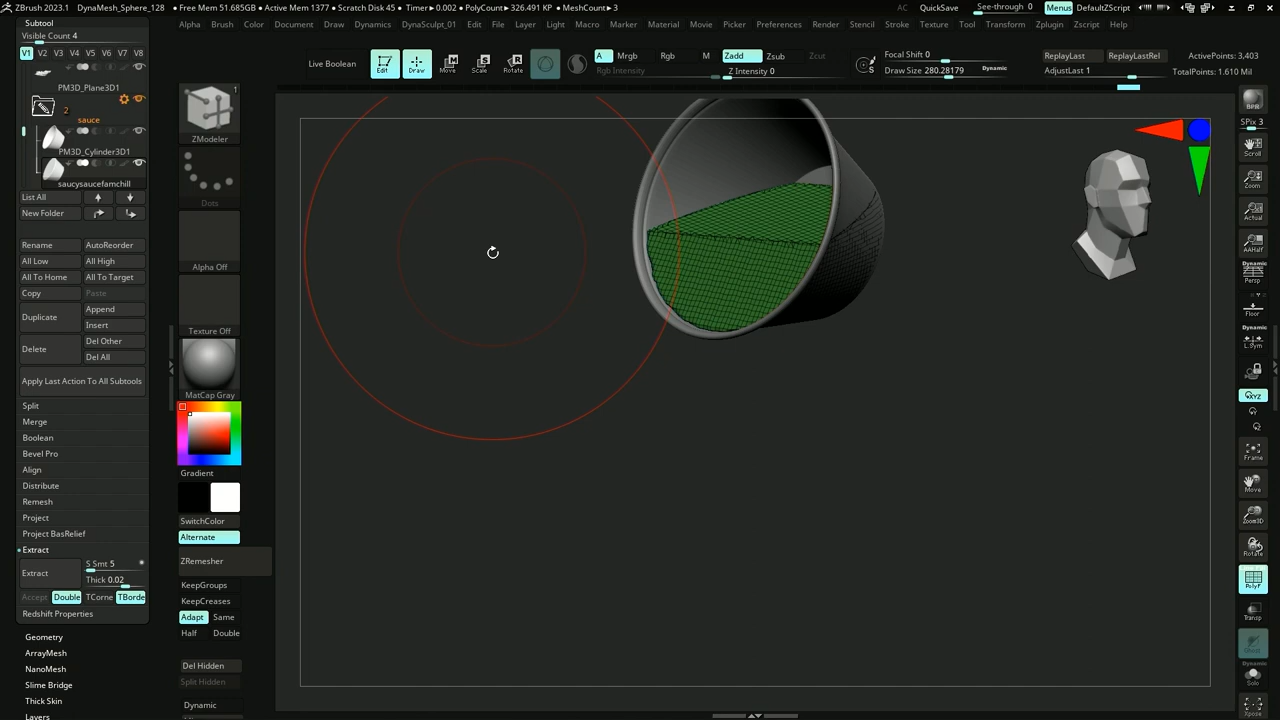 ZBrush 2023.1 DynaMesh_Sphere_128 • Free Mem 51.685GB • Active Mem 1377 • Scratch Disk 45 • Timer▸0.002 • PolyCount▸326.491 KP • MeshCount▸3
AC QuickSave See-through 0 Menus DefaultZScript
Subtool Alpha Brush Color Document Draw Dynamics DynaSculpt_01 Edit File Layer Light Macro Marker Material Movie Picker Preferences Render Stencil Stroke Texture Tool Transform Zplugin Zscript Help
Visible Count 4
V1 V2 V3 V4 V5 V6 V7 V8
PM3D_Plane3D1
2
sauce
PM3D_Cylinder3D1
saucysaucefamchill
List All
New Folder
Rename AutoReorder
All Low All High
All To Home All To Target
Copy Paste
Duplicate Append
Insert
Delete Del Other
Del All
Apply Last Action To All Subtools
Split
Merge
Boolean
Bevel Pro
Align
Distribute
Remesh
Project
Project BasRelief
Extract
Extract S Smt 5
Thick 0.02
Accept Double TCorne TBorde
Redshift Properties
Geometry
ArrayMesh
NanoMesh
Slime Bridge
Thick Skin
Layers
1
ZModeler
Dots
Alpha Off
Texture Off
MatCap Gray
Gradient
SwitchColor
Alternate
ZRemesher
KeepGroups
KeepCreases
Adapt Same
Half Double
Del Hidden
Split Hidden
Dynamic
Live Boolean Edit Draw Move Scale Rotate
A Mrgb Rgb M Zadd Zsub Zcut
Rgb Intensity Z Intensity 0
S Focal Shift 0
Draw Size 280.28179 Dynamic
ReplayLast ReplayLastRel
AdjustLast 1
ActivePoints: 3,403
TotalPoints: 1.610 Mil
BPR
SPix 3
Scroll
Zoom
Actual
AAHalf
Dynamic
Persp
Floor
Dynamic
L.Sym
XYZ
Frame
Move
Zoom3D
Rotate
PolyF
Transp
Ghost
Dynamic
Solo
Xpose